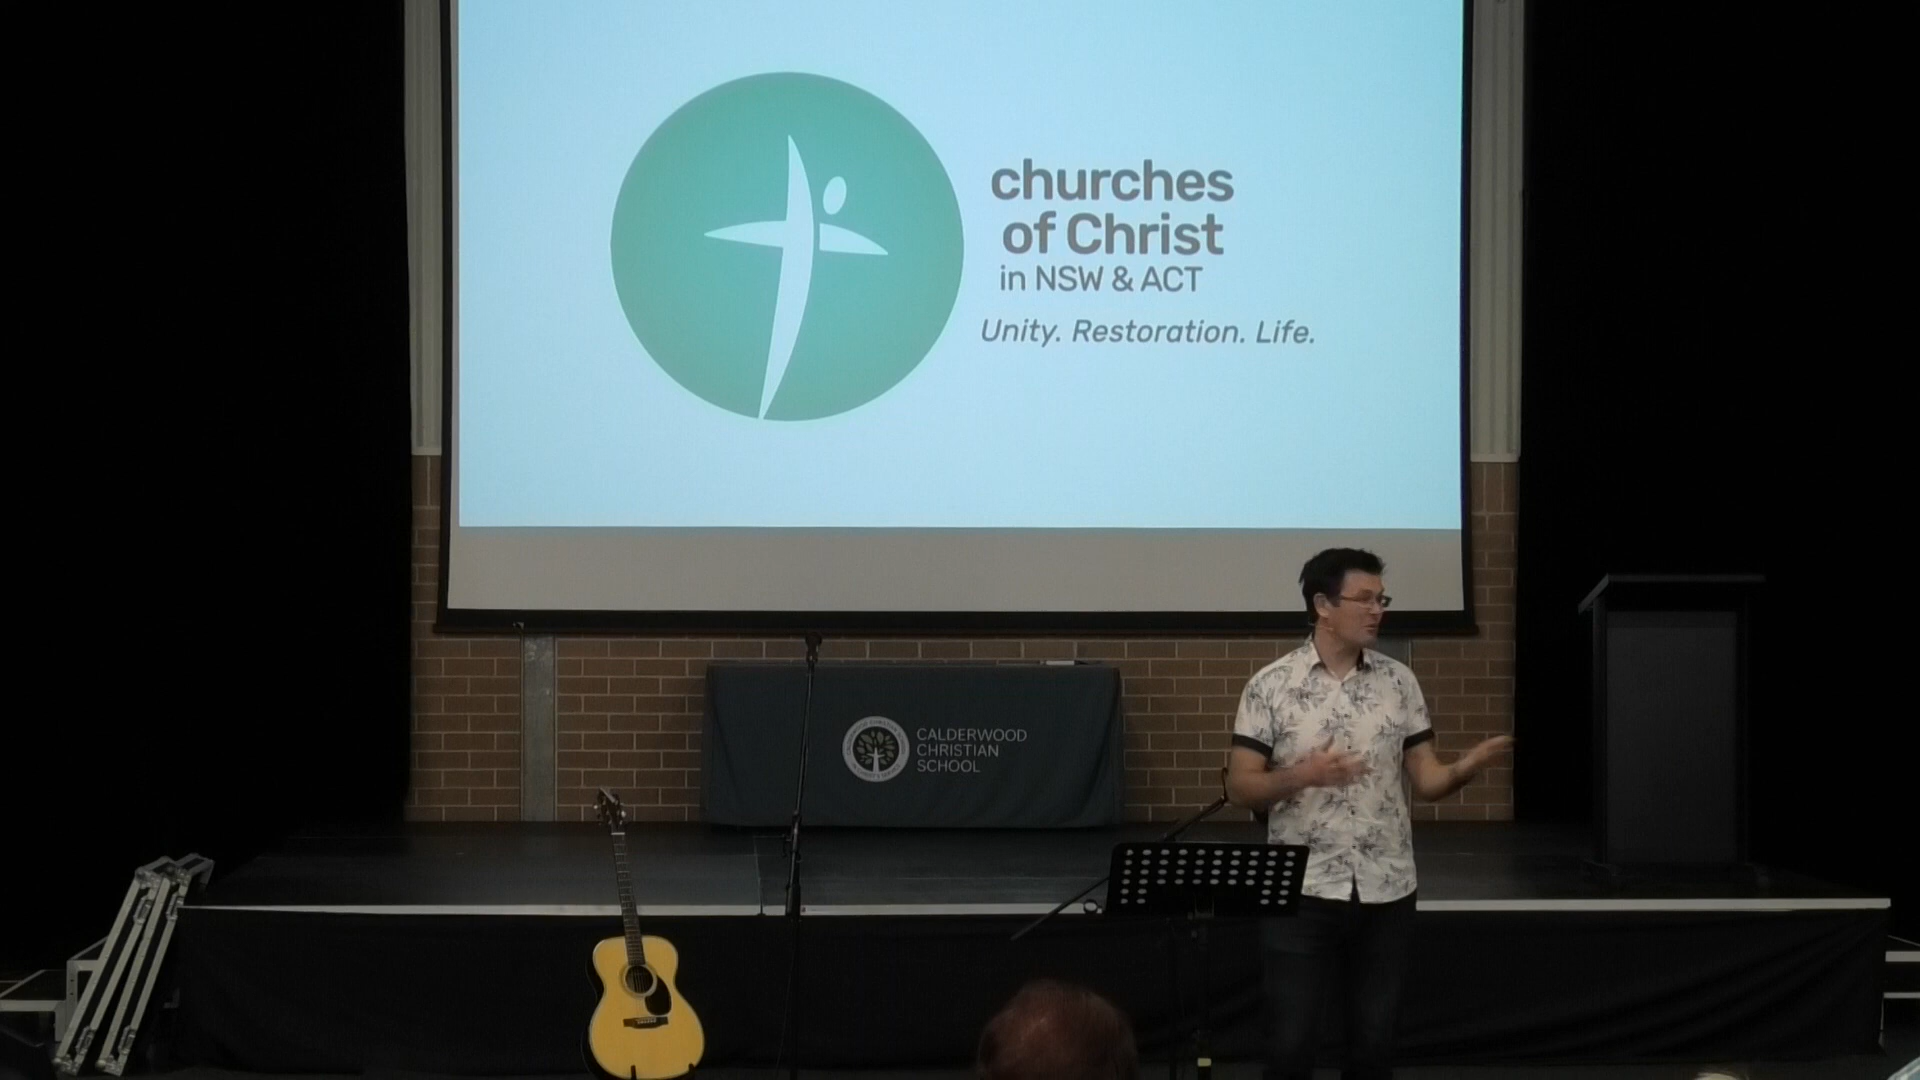 churches
of Christ
in NSW & ACT
Unity. Restoration. Life.
CALDERWOOD
CHRISTIAN
SCHOOL